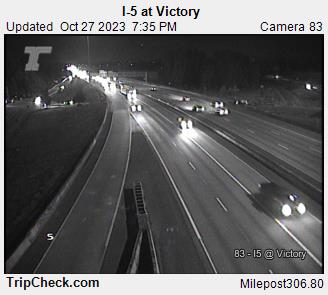 I-5 at Victory
Updated Oct 27 2023 7:35 PM Camera 83
T
S
83 - I5 @ Victory
TripCheck.com Milepost306.80